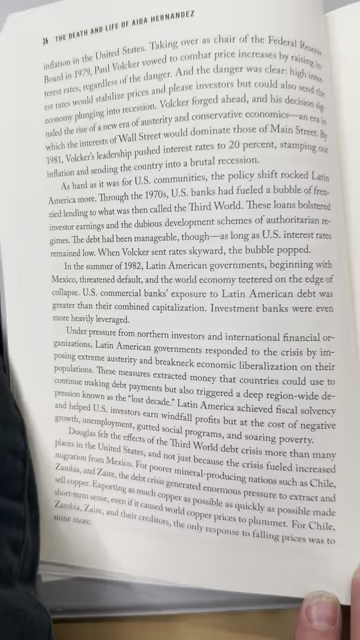 26 THE DEATH AND LIFE OF AIDA HERNANDEZ
inflation in the United States. Taking over as chair of the Federal Reserve
Board in 1979, Paul Volcker vowed to combat price increases by raising in-
terest rates, regardless of the danger. And the danger was clear: high inter-
est rates would stabilize prices and please investors but could also send the
economy plunging into recession. Volcker forged ahead, and his decision sig-
naled the rise of a new era of austerity and conservative economics—an era in
which the interests of Wall Street would dominate those of Main Street. By
1981, Volcker's leadership pushed interest rates to 20 percent, stamping out
inflation and sending the country into a brutal recession.
As hard as it was for U.S. communities, the policy shift rocked Latin
America more. Through the 1970s, U.S. banks had fueled a bubble of fren-
zied lending to what was then called the Third World. These loans bolstered
investor earnings and the dubious development schemes of authoritarian re-
gimes. The debt had been manageable, though—as long as U.S. interest rates
remained low. When Volcker sent rates skyward, the bubble popped.
In the summer of 1982, Latin American governments, beginning with
Mexico, threatened default, and the world economy teetered on the edge of
collapse. U.S. commercial banks' exposure to Latin American debt was
greater than their combined capitalization. Investment banks were even
more heavily leveraged.
Under pressure from northern investors and international financial or-
ganizations, Latin American governments responded to the crisis by im-
posing extreme austerity and breakneck economic liberalization on their
populations. These measures extracted money that countries could use to
continue making debt payments but also triggered a deep region-wide de-
pression known as the "lost decade." Latin America achieved fiscal solvency
and helped U.S. investors earn windfall profits but at the cost of negative
growth, unemployment, gutted social programs, and soaring poverty.
Douglas felt the effects of the Third World debt crisis more than many
places in the United States, and not just because the crisis fueled increased
migration from Mexico. For poorer mineral-producing nations such as Chile,
Zambia, and Zaire, the debt crisis generated enormous pressure to extract and
sell copper. Exporting as much copper as possible as quickly as possible made
short-term sense, even if it caused world copper prices to plummet. For Chile,
Zambia, Zaire, and their creditors, the only response to falling prices was to
mine more.